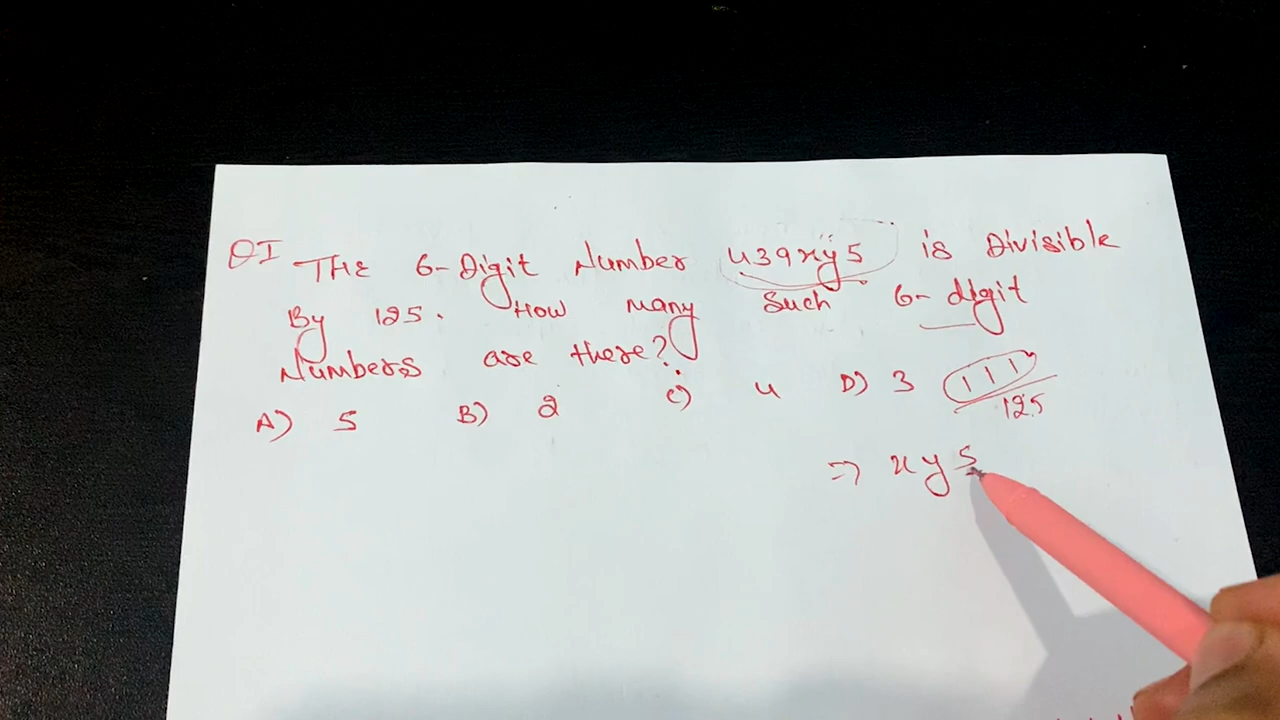 Q1 THE 6-Digit Number 439xy5 is Divisible
By 125. How many such 6-digit
Numbers are there?
A) 5 B) 2 C) 4 D) 3 111
125
⇒ xy5